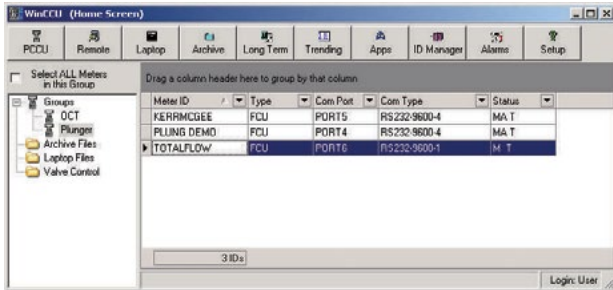 WinCCU (Home Screen)
PCCU Remote Laptop Archive Long Term Trending Apps ID Manager Alarms Setup
Select ALL Meters
in this Group
Drag a column header here to group by that column
Groups
OCT
Plunger
Archive Files
Laptop Files
Valve Control
Meter ID Type Com Port Com Type Status
KERRMCGEE FCU PORT5 RS232-9600-4 MA T
PLUNG DEMO FCU PORT4 RS232-9600-4 MA T
TOTALFLOW FCU PORT6 RS232-9600-1 M T
3 IDs
Login: User